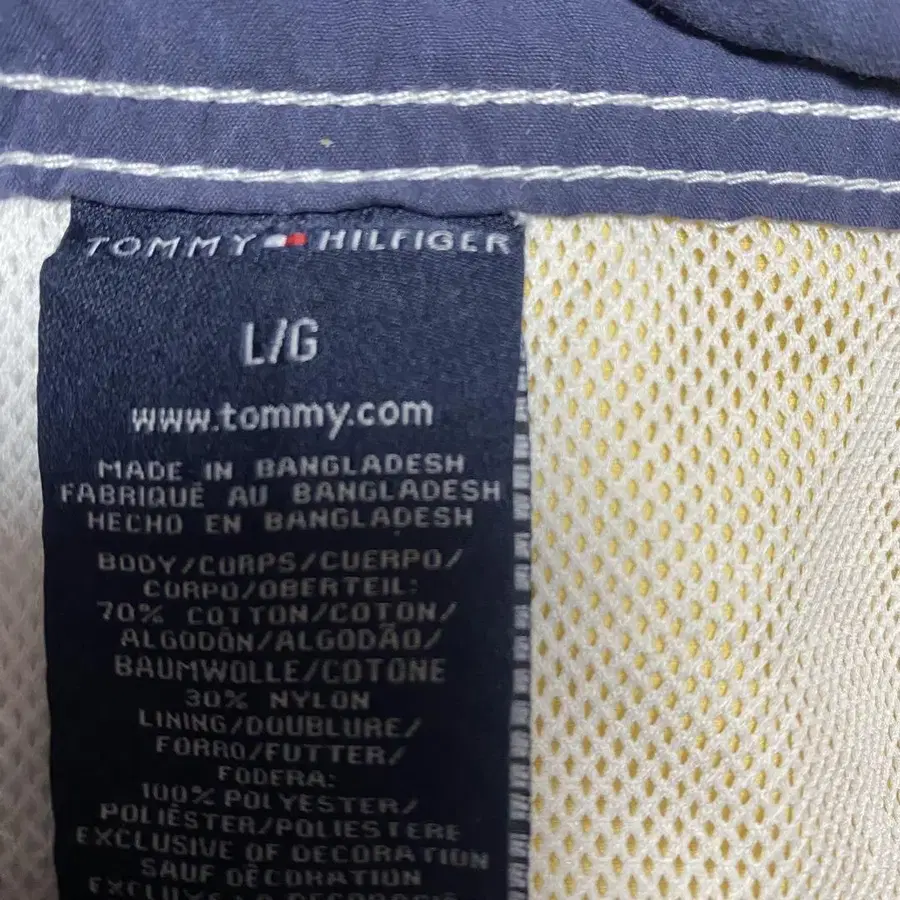 TOMMY HILFIGER
L/G
www.tommy.com
MADE IN BANGLADESH
FABRIQUÉ AU BANGLADESH
HECHO EN BANGLADESH
BODY/CORPS/CUERPO/
CORPO/OBERTEIL:
70% COTTON/COTON/
ALGODÓN/ALGODÃO/
BAUMWOLLE/COTONE
30% NYLON
LINING/DOUBLURE/
FORRO/FUTTER/
FODERA:
100% POLYESTER/
POLIÉSTER/POLIESTERE
EXCLUSIVE OF DECORATION
SAUF DÉCORATION